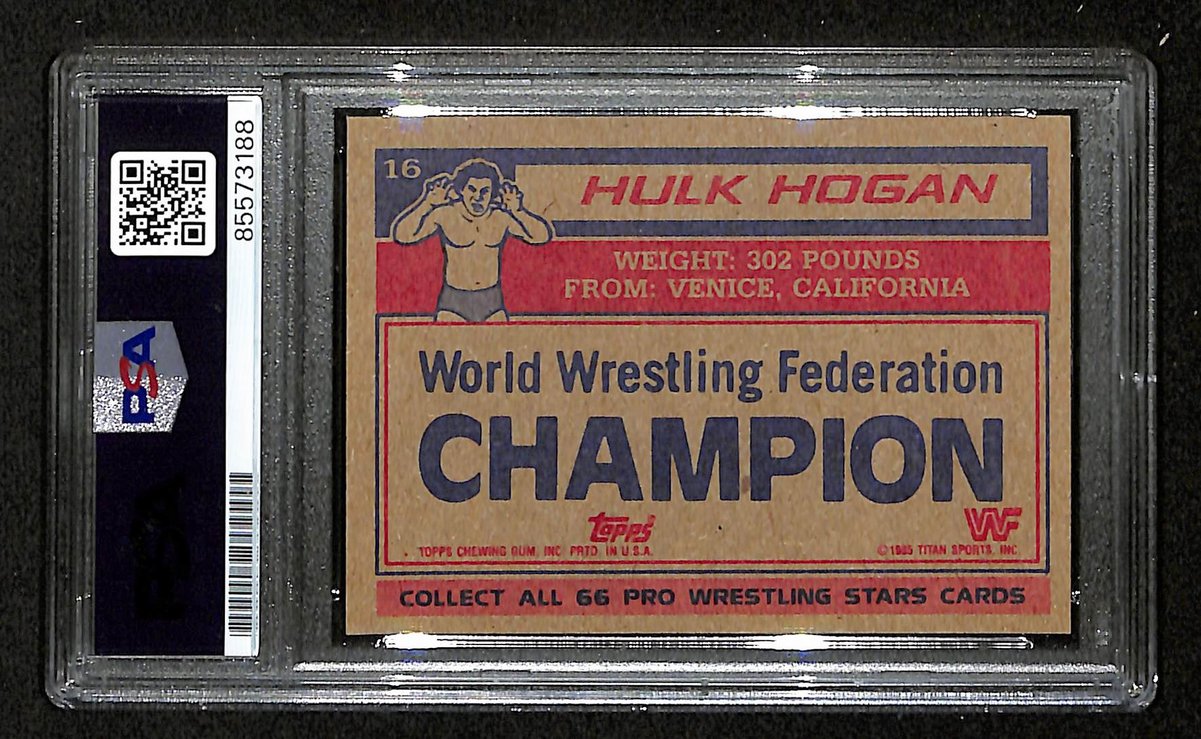 85573188
PSA
16
HULK HOGAN
WEIGHT: 302 POUNDS
FROM: VENICE, CALIFORNIA
World Wrestling Federation
CHAMPION
topps
WF
TOPPS CHEWING GUM, INC. PRTD. IN U.S.A.
© 1985 TITAN SPORTS, INC.
COLLECT ALL 66 PRO WRESTLING STARS CARDS